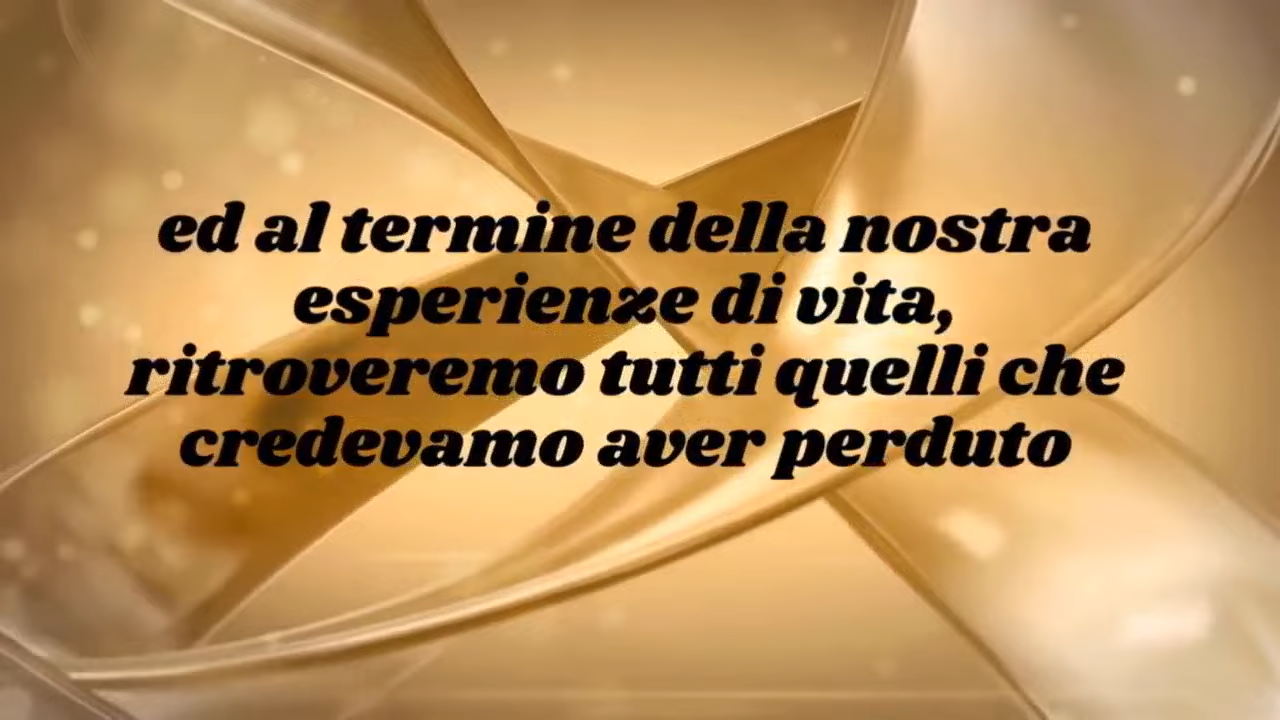 ed al termine della nostra
esperienze di vita,
ritroveremo tutti quelli che
credevamo aver perduto